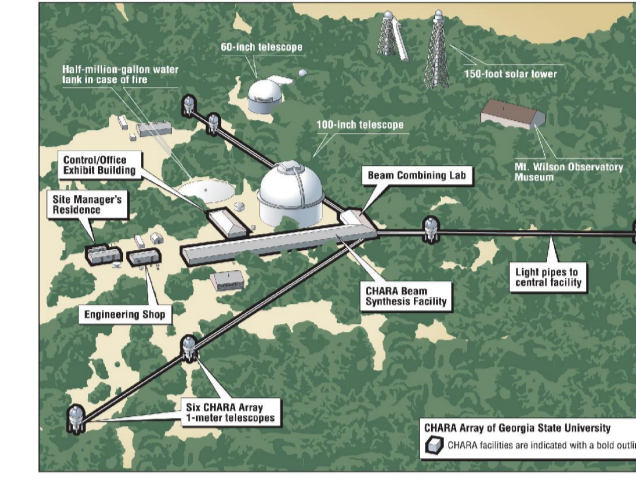 60-inch telescope
Half-million-gallon water
tank in case of fire
150-foot solar tower
100-inch telescope
Control/Office
Exhibit Building
Beam Combining Lab
Mt. Wilson Observatory
Museum
Site Manager's
Residence
Light pipes to
central facility
CHARA Beam
Synthesis Facility
Engineering Shop
Six CHARA Array
1-meter telescopes
CHARA Array of Georgia State University
CHARA facilities are indicated with a bold